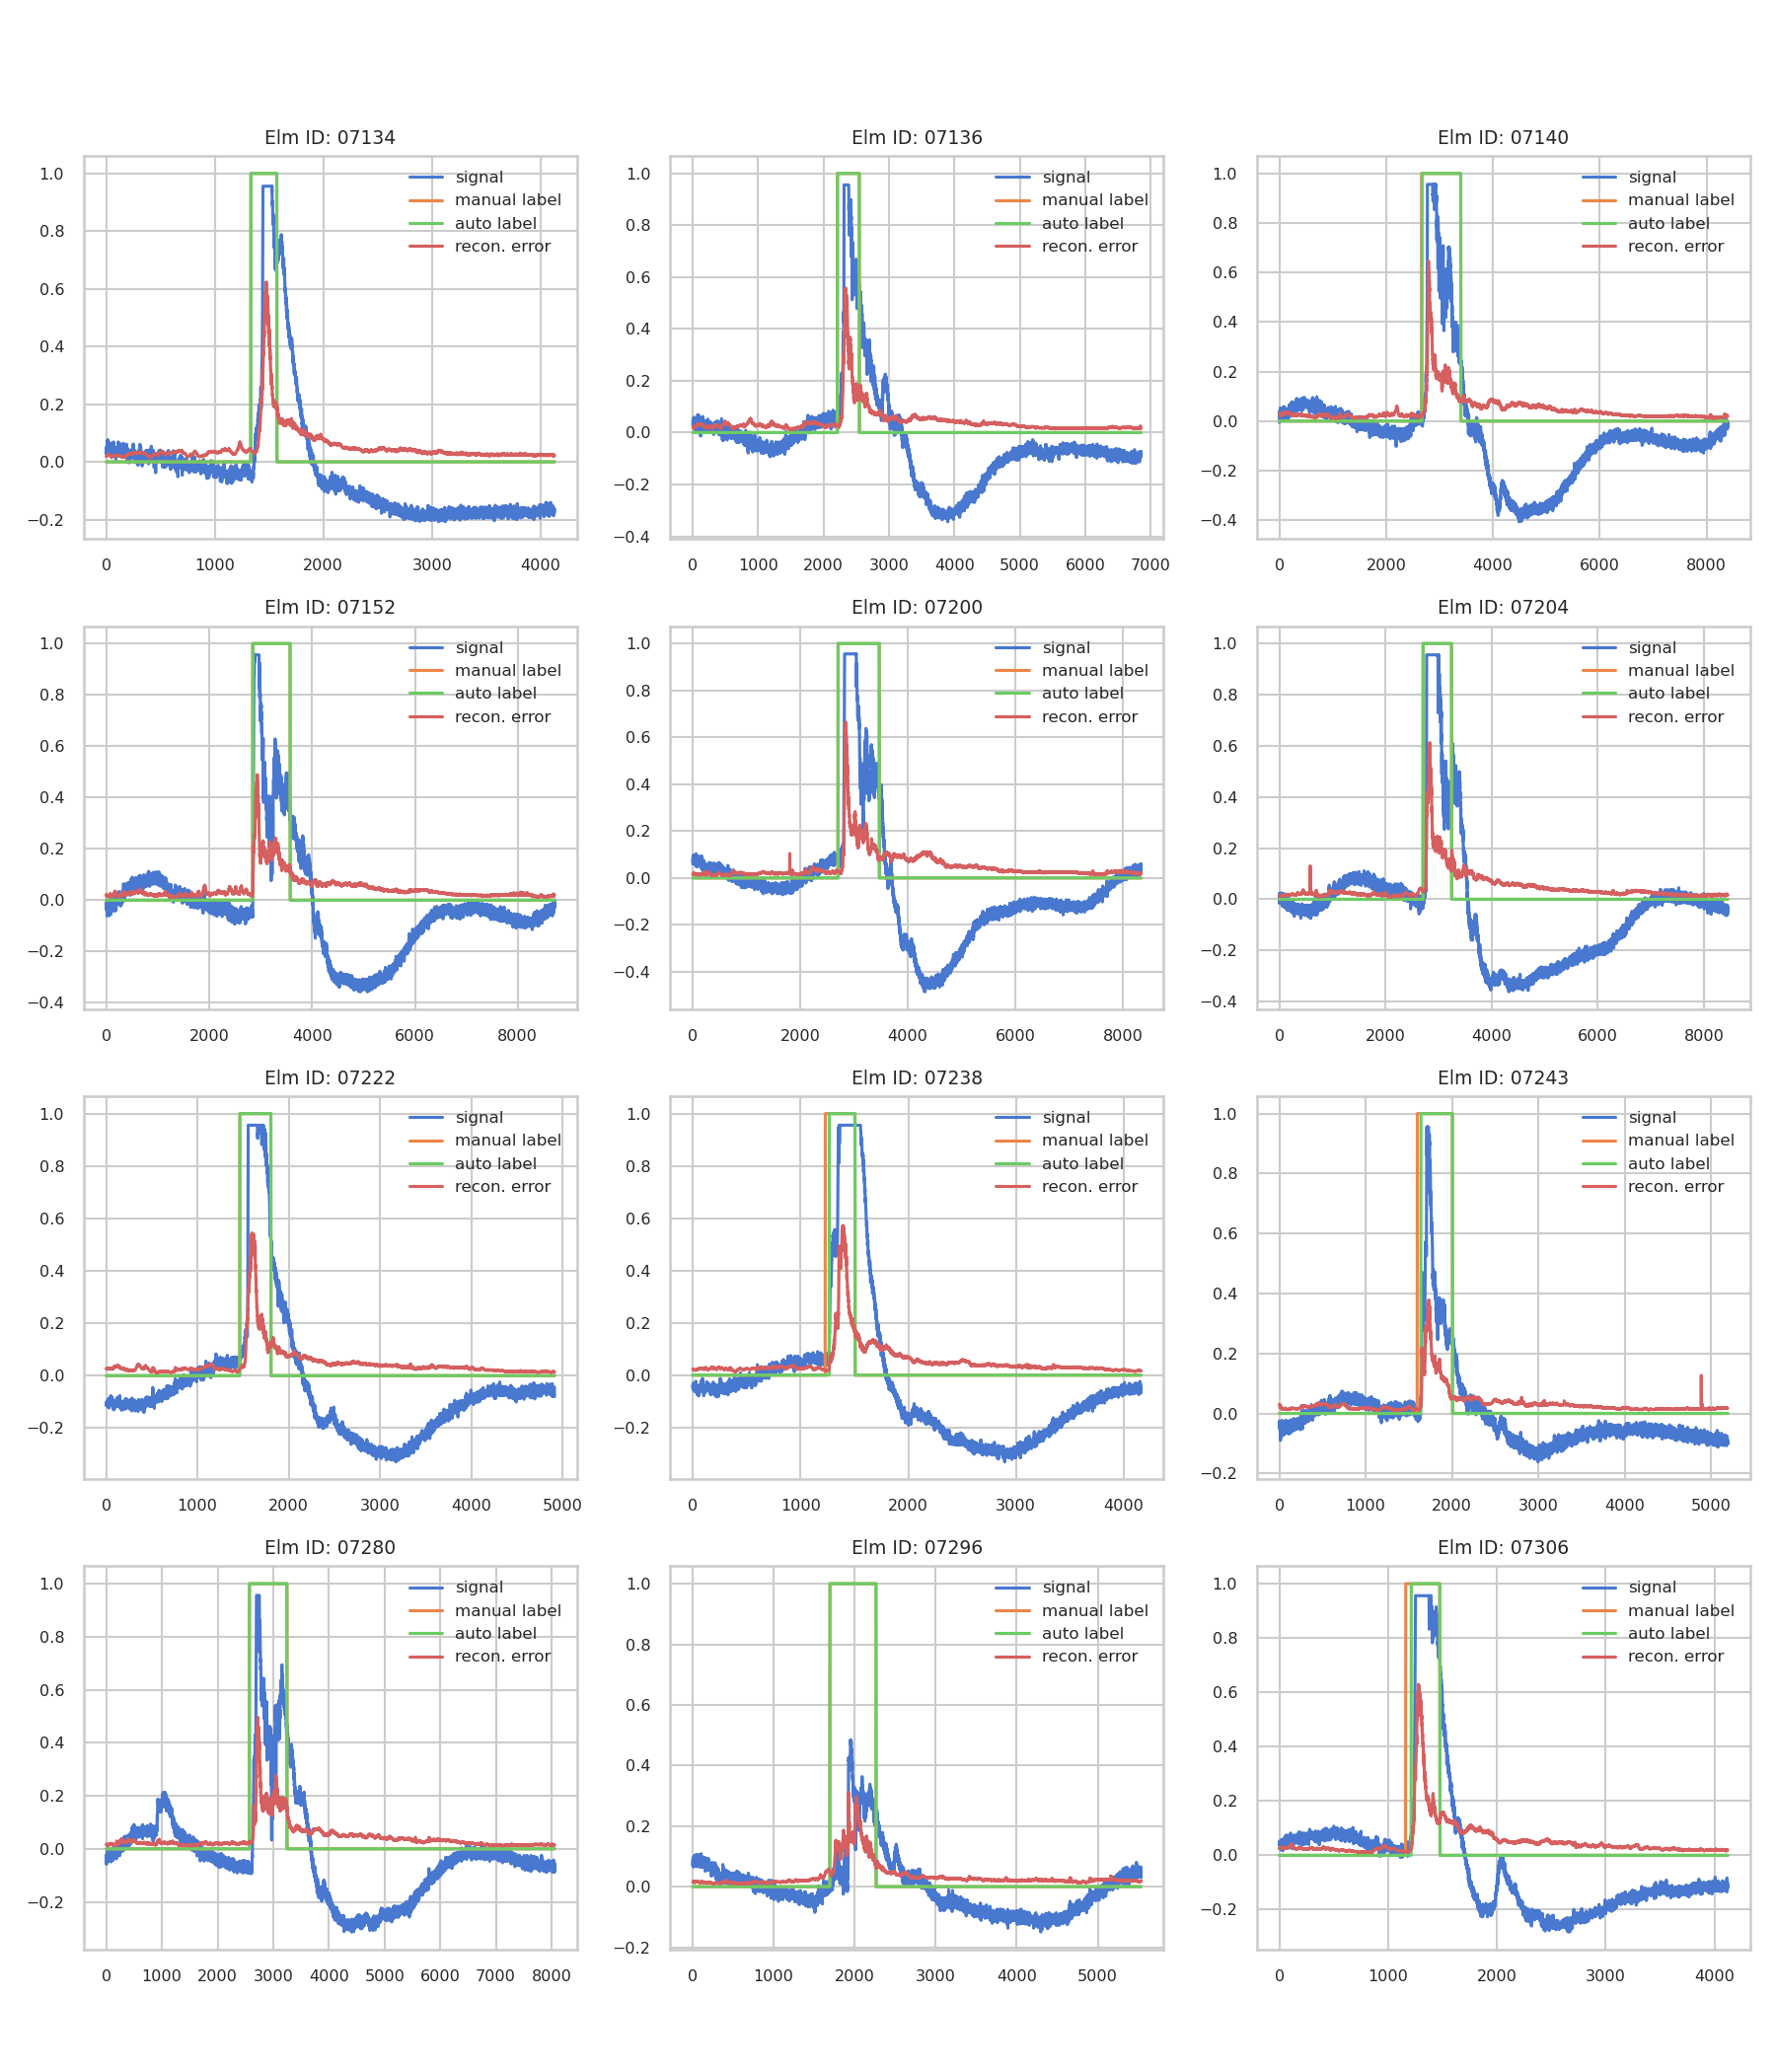 Elm ID: 07134
1.0
0.8
0.6
0.4
0.2
0.0
−0.2
0 1000 2000 3000 4000
signal
manual label
auto label
recon. error
Elm ID: 07136
1.0
0.8
0.6
0.4
0.2
0.0
−0.2
−0.4
0 1000 2000 3000 4000 5000 6000 7000
signal
manual label
auto label
recon. error
Elm ID: 07140
1.0
0.8
0.6
0.4
0.2
0.0
−0.2
−0.4
0 2000 4000 6000 8000
signal
manual label
auto label
recon. error
Elm ID: 07152
1.0
0.8
0.6
0.4
0.2
0.0
−0.2
−0.4
0 2000 4000 6000 8000
signal
manual label
auto label
recon. error
Elm ID: 07200
1.0
0.8
0.6
0.4
0.2
0.0
−0.2
−0.4
0 2000 4000 6000 8000
signal
manual label
auto label
recon. error
Elm ID: 07204
1.0
0.8
0.6
0.4
0.2
0.0
−0.2
−0.4
0 2000 4000 6000 8000
signal
manual label
auto label
recon. error
Elm ID: 07222
1.0
0.8
0.6
0.4
0.2
0.0
−0.2
0 1000 2000 3000 4000 5000
signal
manual label
auto label
recon. error
Elm ID: 07238
1.0
0.8
0.6
0.4
0.2
0.0
−0.2
0 1000 2000 3000 4000
signal
manual label
auto label
recon. error
Elm ID: 07243
1.0
0.8
0.6
0.4
0.2
0.0
−0.2
0 1000 2000 3000 4000 5000
signal
manual label
auto label
recon. error
Elm ID: 07280
1.0
0.8
0.6
0.4
0.2
0.0
−0.2
0 1000 2000 3000 4000 5000 6000 7000 8000
signal
manual label
auto label
recon. error
Elm ID: 07296
1.0
0.8
0.6
0.4
0.2
0.0
−0.2
0 1000 2000 3000 4000 5000
signal
manual label
auto label
recon. error
Elm ID: 07306
1.0
0.8
0.6
0.4
0.2
0.0
−0.2
0 1000 2000 3000 4000
signal
manual label
auto label
recon. error